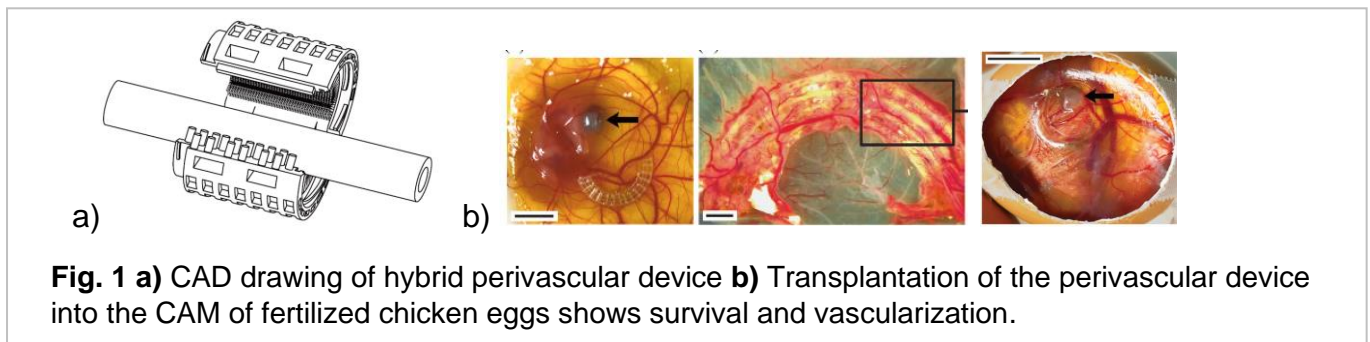 a)
b)
Fig. 1 a) CAD drawing of hybrid perivascular device b) Transplantation of the perivascular device
into the CAM of fertilized chicken eggs shows survival and vascularization.